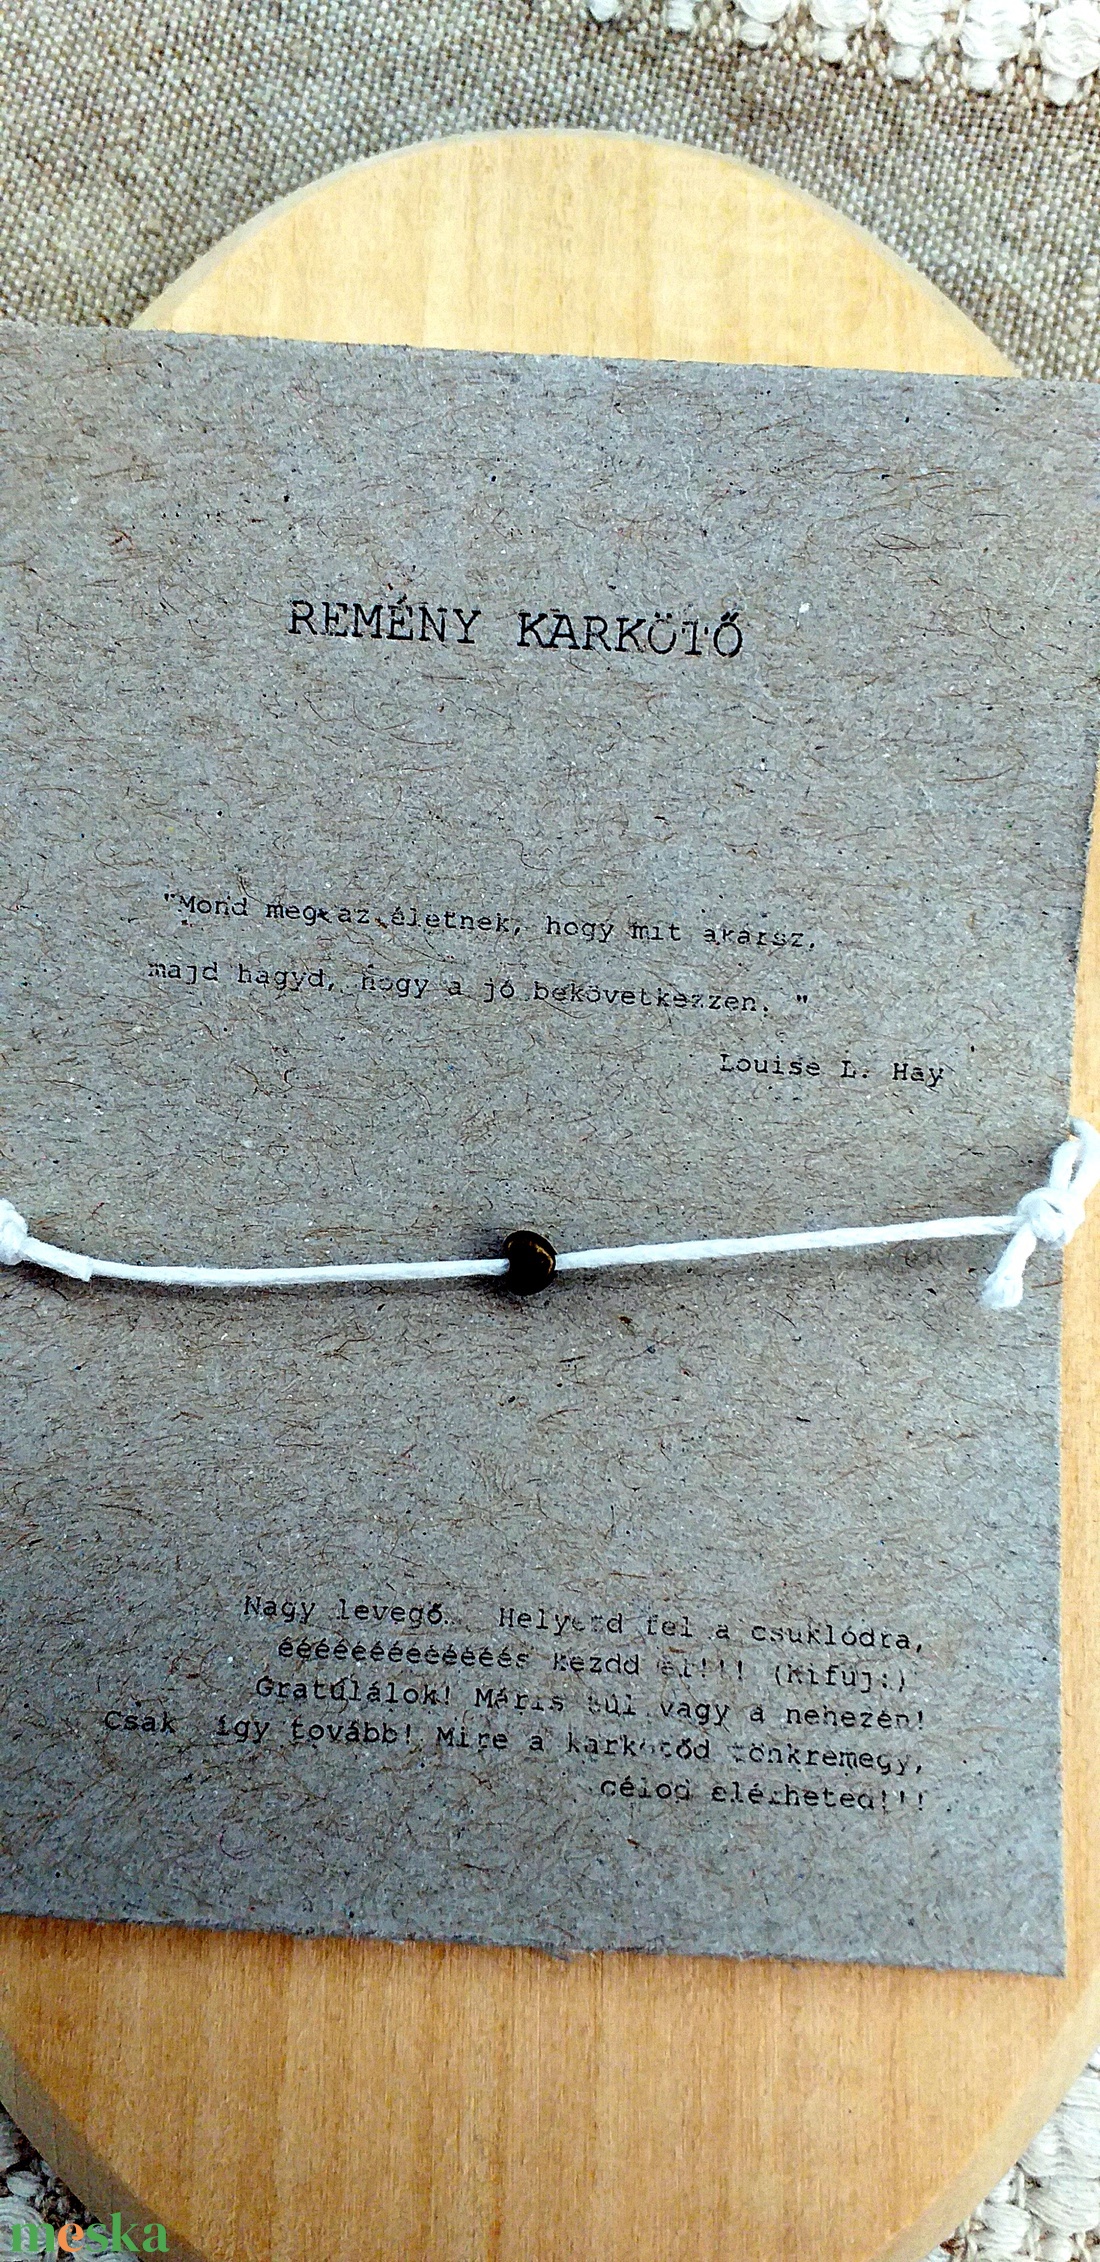 REMÉNY KARKÖTŐ
"Mond meg az életnek, hogy mit akarsz,
majd hagyd, hogy a jó bekövetkezzen. "
Louise L. Hay
Nagy levegő.. Helyezd fel a csuklódra,
ééééééééééééés kezdd el!!! (Kifúj:)
Gratulálok! Máris túl vagy a nehezén!
Csak így tovább! Mire a karkötőd tönkremegy,
célod elérheted!!!
meska